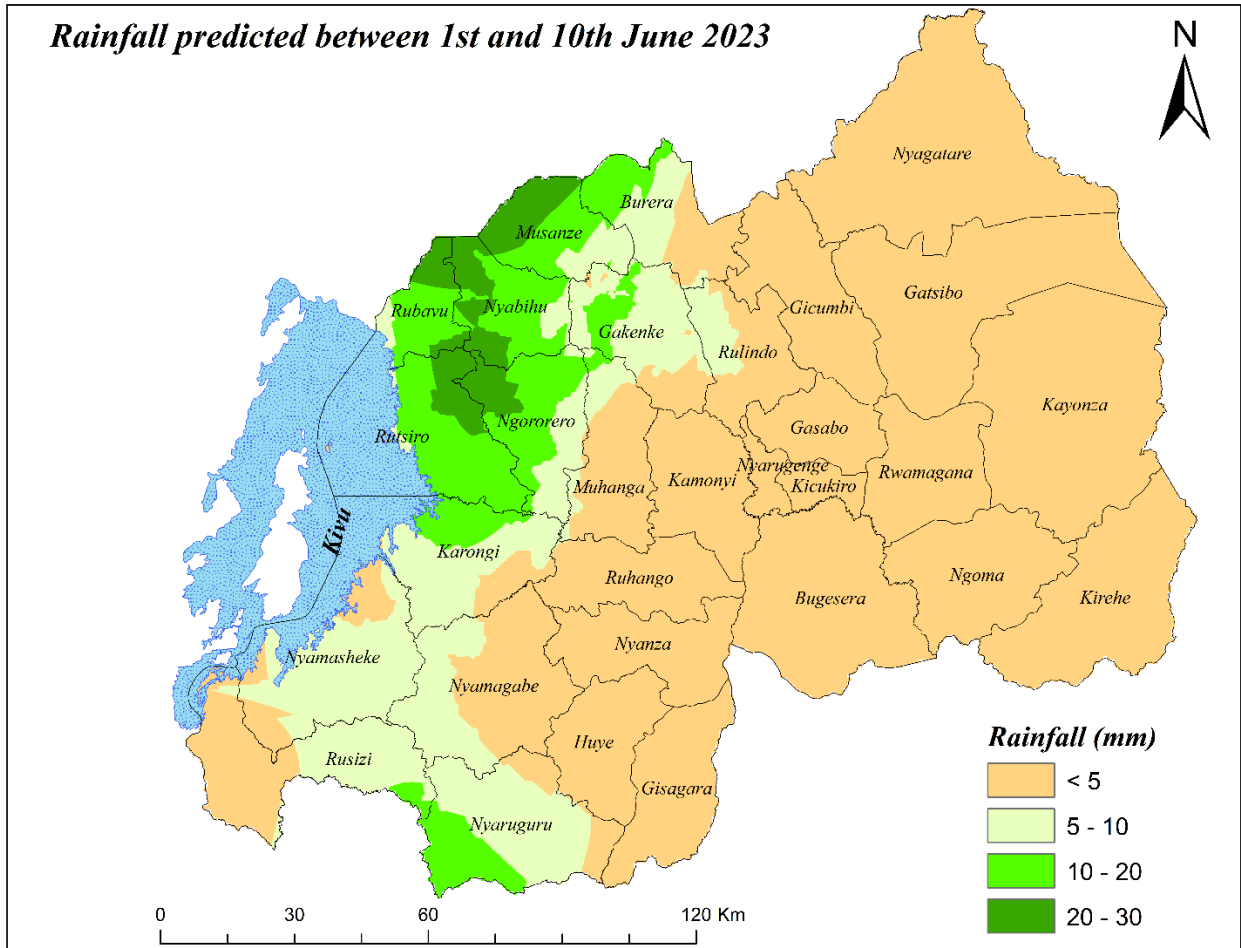 Rainfall predicted between 1st and 10th June 2023
N
Nyagatare
Burera
Musanze
Gatsibo
Rubavu
Nyabihu
Gicumbi
Gakenke
Rulindo
Kayonza
Ngororero
Rutsiro
Gasabo
Nyarugenge
Rwamagana
Muhanga
Kamonyi
Kicukiro
Kivu
Karongi
Ruhango
Ngoma
Kirehe
Bugesera
Nyanza
Nyamasheke
Nyamagabe
Huye
Rusizi
Gisagara
Nyaruguru
Rainfall (mm)
< 5
5 - 10
10 - 20
20 - 30
0 30 60 120 Km